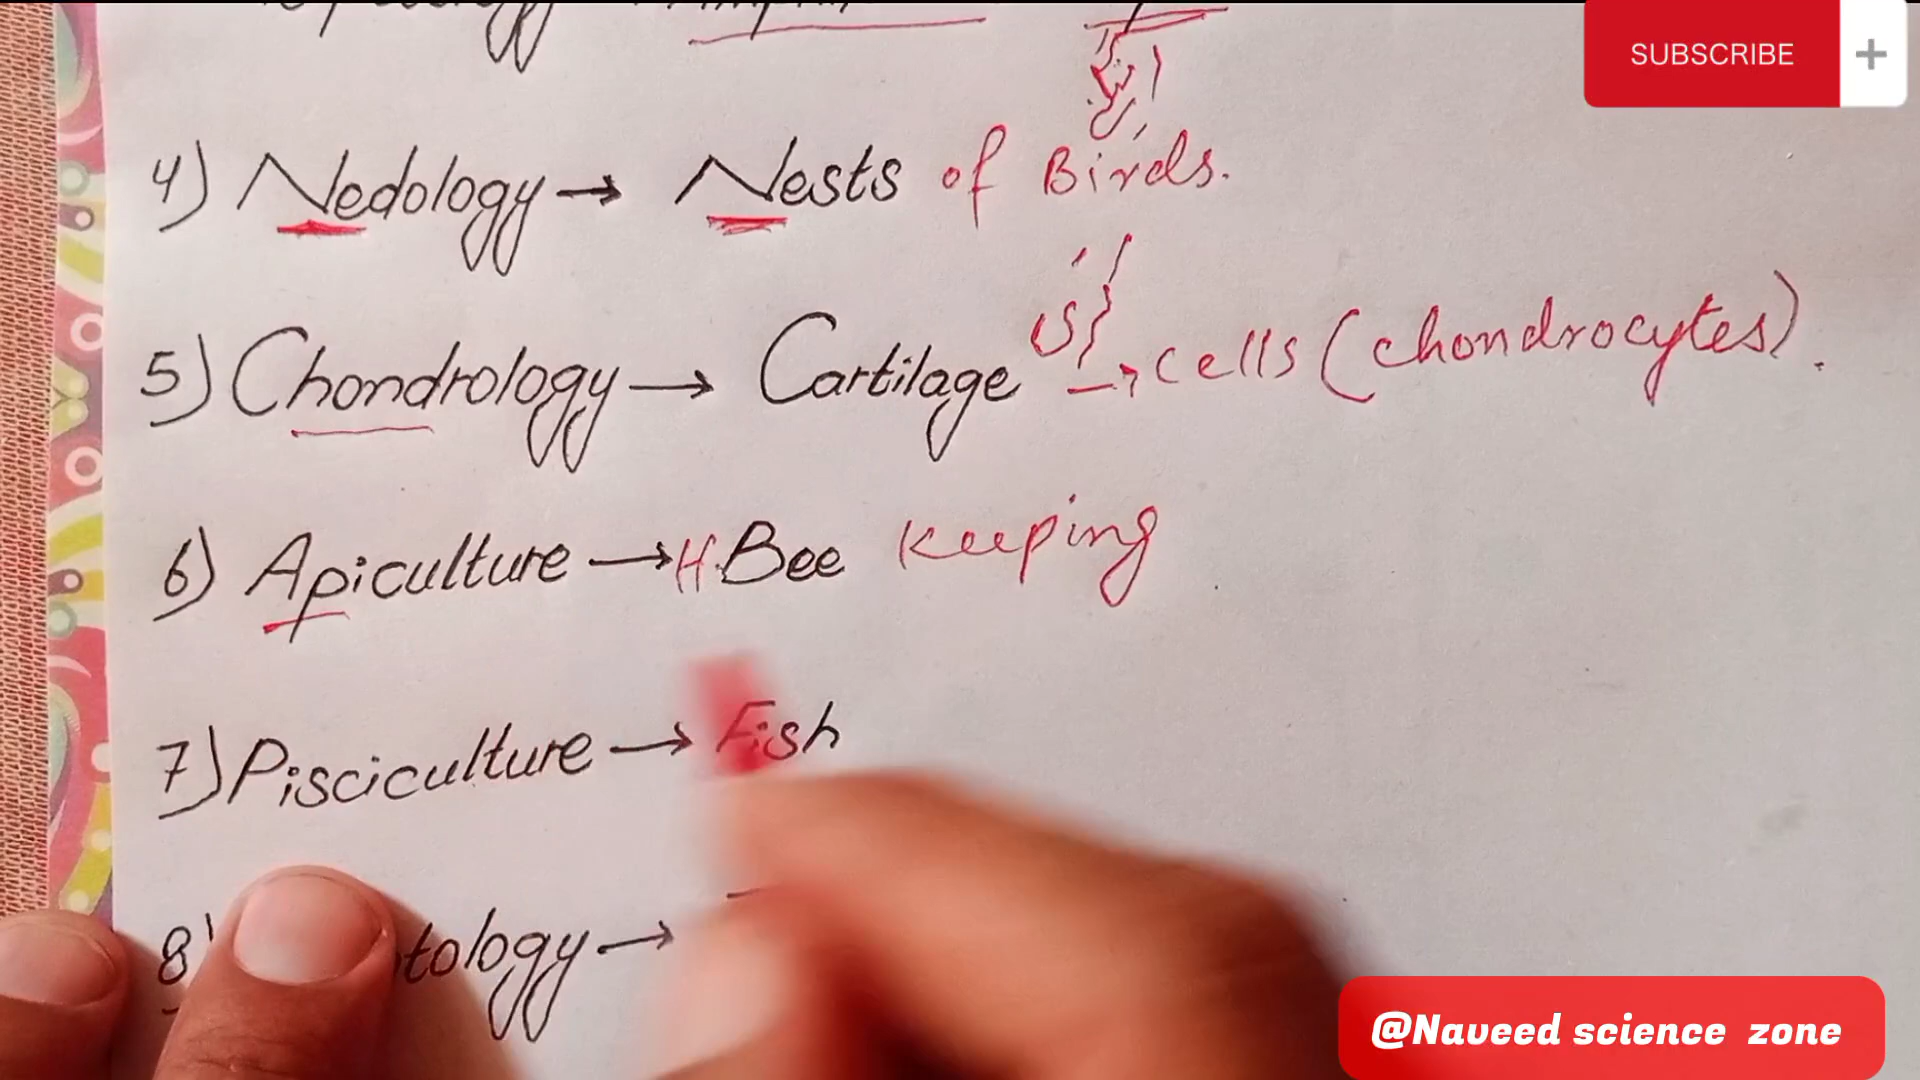 SUBSCRIBE +
4) Nedology → Nests of Birds.
5) Chondrology → Cartilage → cells (chondrocytes).
6) Apiculture → H.Bee Keeping
7) Pisciculture → Fish
8) tology →
@Naveed science zone